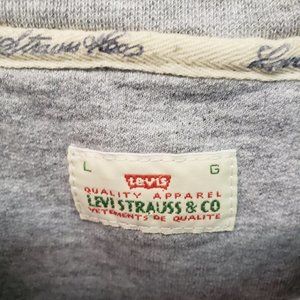 Strauss &Co
Levi
L G
Levi's
QUALITY APPAREL
LEVI STRAUSS & CO
VETEMENTS DE QUALITE